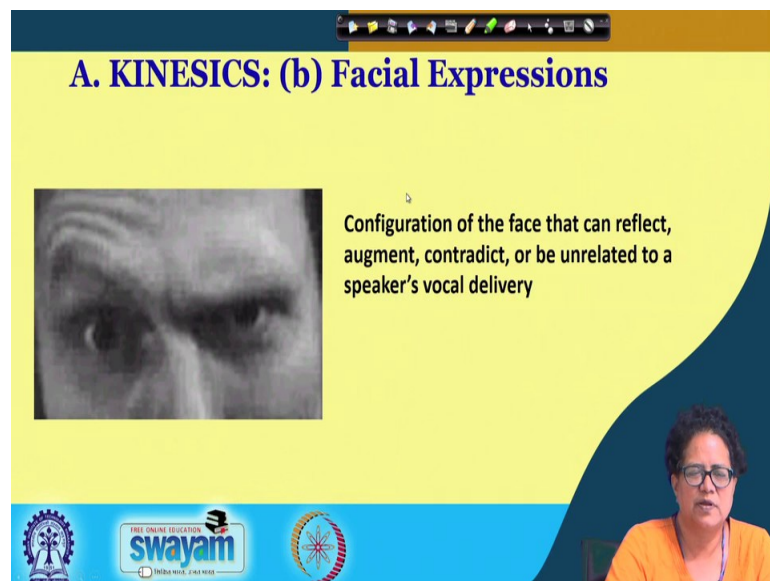 A. KINESICS: (b) Facial Expressions
Configuration of the face that can reflect,
augment, contradict, or be unrelated to a
speaker's vocal delivery
FREE ONLINE EDUCATION
swayam